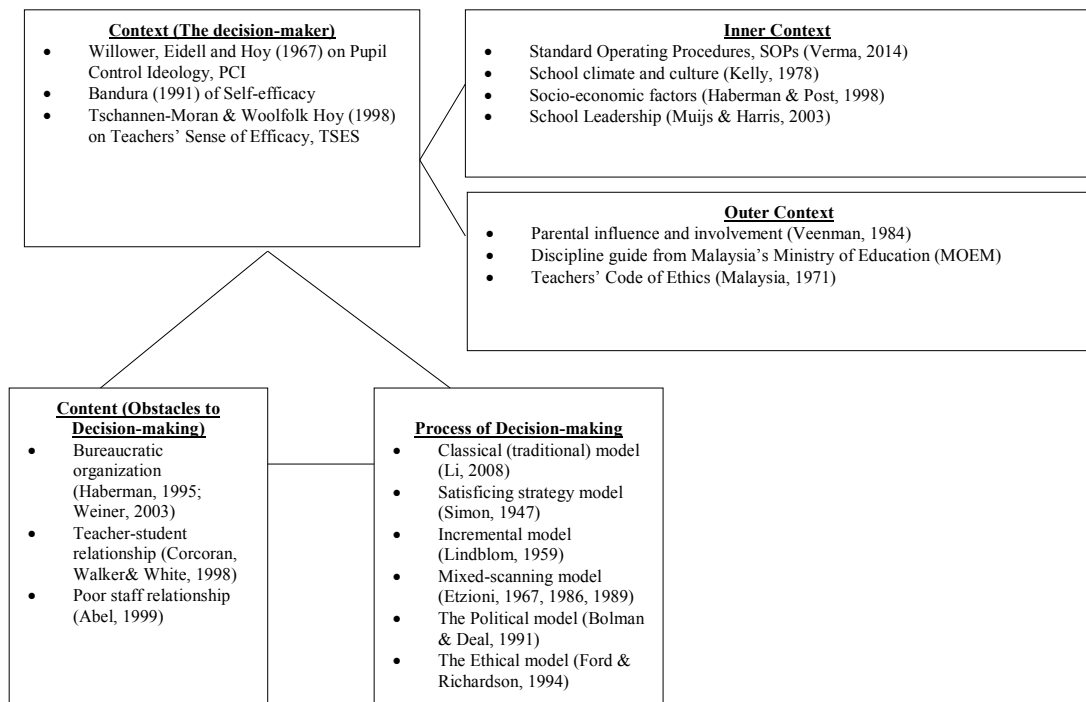 Context (The decision-maker)
• Willower, Eidell and Hoy (1967) on Pupil
Control Ideology, PCI
• Bandura (1991) of Self-efficacy
• Tschannen-Moran & Woolfolk Hoy (1998)
on Teachers' Sense of Efficacy, TSES
Inner Context
• Standard Operating Procedures, SOPs (Verma, 2014)
• School climate and culture (Kelly, 1978)
• Socio-economic factors (Haberman & Post, 1998)
• School Leadership (Muijs & Harris, 2003)
Outer Context
• Parental influence and involvement (Veenman, 1984)
• Discipline guide from Malaysia's Ministry of Education (MOEM)
• Teachers' Code of Ethics (Malaysia, 1971)
Content (Obstacles to
Decision-making)
• Bureaucratic
organization
(Haberman, 1995;
Weiner, 2003)
• Teacher-student
relationship (Corcoran,
Walker& White, 1998)
• Poor staff relationship
(Abel, 1999)
Process of Decision-making
• Classical (traditional) model
(Li, 2008)
• Satisficing strategy model
(Simon, 1947)
• Incremental model
(Lindblom, 1959)
• Mixed-scanning model
(Etzioni, 1967, 1986, 1989)
• The Political model (Bolman
& Deal, 1991)
• The Ethical model (Ford &
Richardson, 1994)